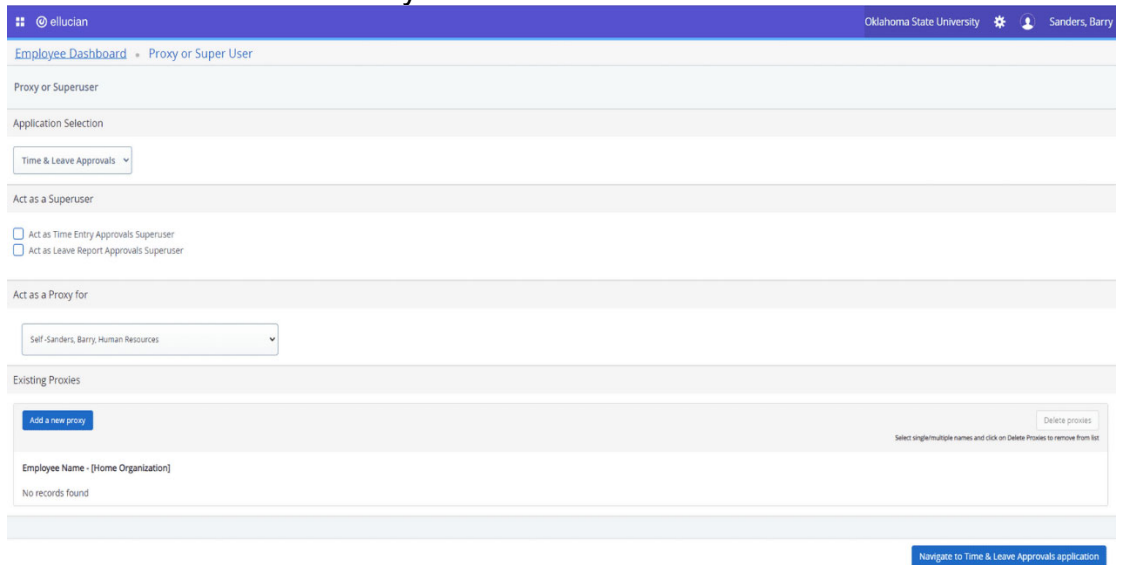 ellucian Oklahoma State University Sanders, Barry
Employee Dashboard • Proxy or Super User
Proxy or Superuser
Application Selection
Time & Leave Approvals
Act as a Superuser
Act as Time Entry Approvals Superuser
Act as Leave Report Approvals Superuser
Act as a Proxy for
Self -Sanders, Barry, Human Resources
Existing Proxies
Add a new proxy Delete proxies
Select single/multiple names and click on Delete Proxies to remove from list
Employee Name - [Home Organization]
No records found
Navigate to Time & Leave Approvals application